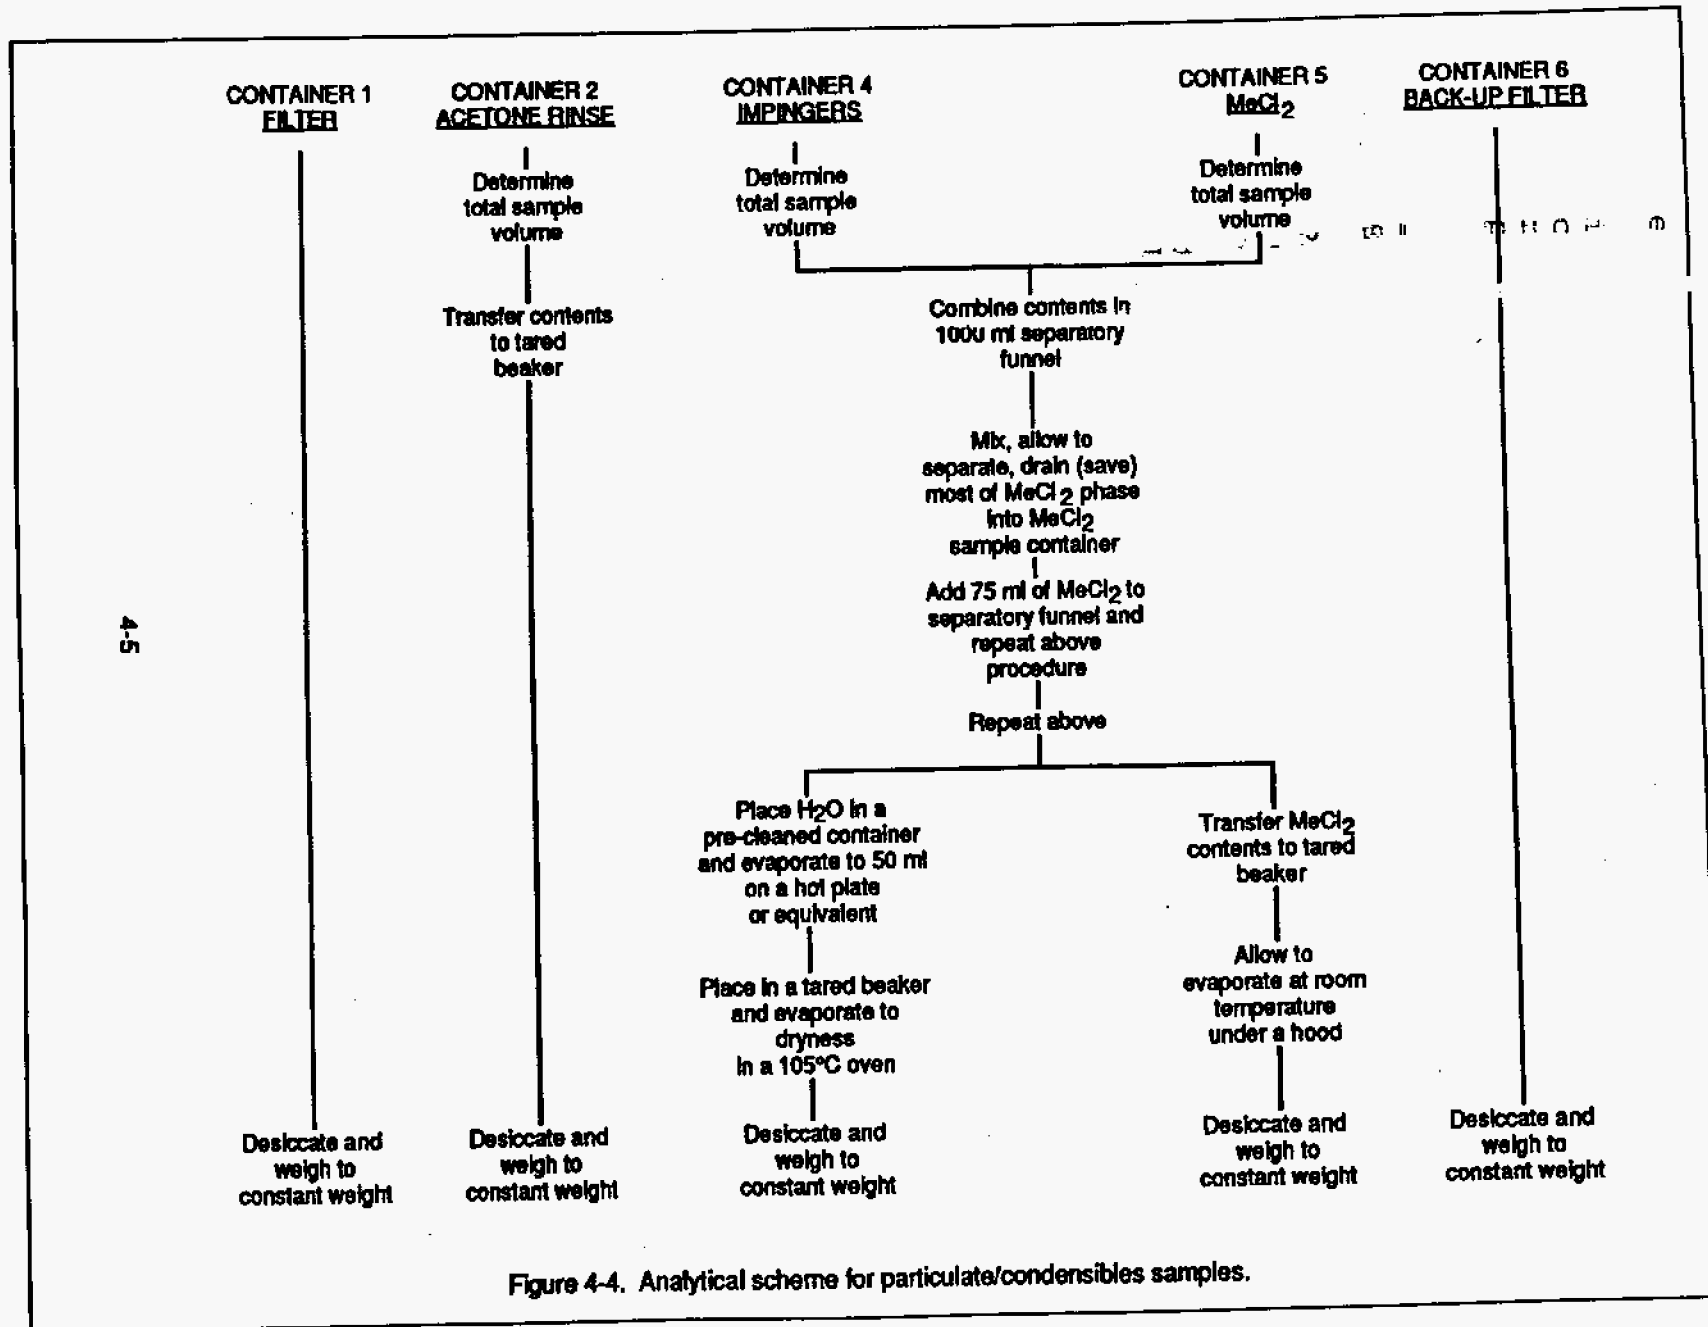 CONTAINER 1
FILTER
Desiccate and
weigh to
constant weight
CONTAINER 2
ACETONE RINSE
Determine
total sample
volume
Transfer contents
to tared
beaker
Desiccate and
weigh to
constant weight
CONTAINER 4
IMPINGERS
Determine
total sample
volume
CONTAINER 5
MeCl2
Determine
total sample
volume
Combine contents in
1000 ml separatory
funnel
Mix, allow to
separate, drain (save)
most of MeCl2 phase
into MeCl2
sample container
Add 75 ml of MeCl2 to
separatory funnel and
repeat above
procedure
Repeat above
Place H2O in a
pre-cleaned container
and evaporate to 50 ml
on a hot plate
or equivalent
Place in a tared beaker
and evaporate to
dryness
in a 105°C oven
Desiccate and
weigh to
constant weight
Transfer MeCl2
contents to tared
beaker
Allow to
evaporate at room
temperature
under a hood
Desiccate and
weigh to
constant weight
CONTAINER 6
BACK-UP FILTER
Desiccate and
weigh to
constant weight
4-5
Figure 4-4. Analytical scheme for particulate/condensibles samples.